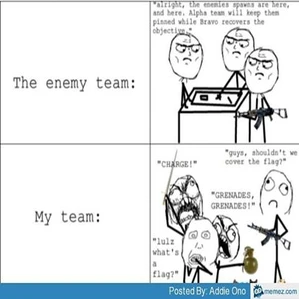 "alright, the enemies spawns are here,
and here. Alpha team will keep them
pinned while Bravo recovers the
objective."
The enemy team:
"guys, shouldn't we
cover the flag?"
"CHARGE!"
"GRENADES,
GRENADES!"
My team:
"lulz
what's
a
flag?"
Posted By: Addie Ono
memez.com